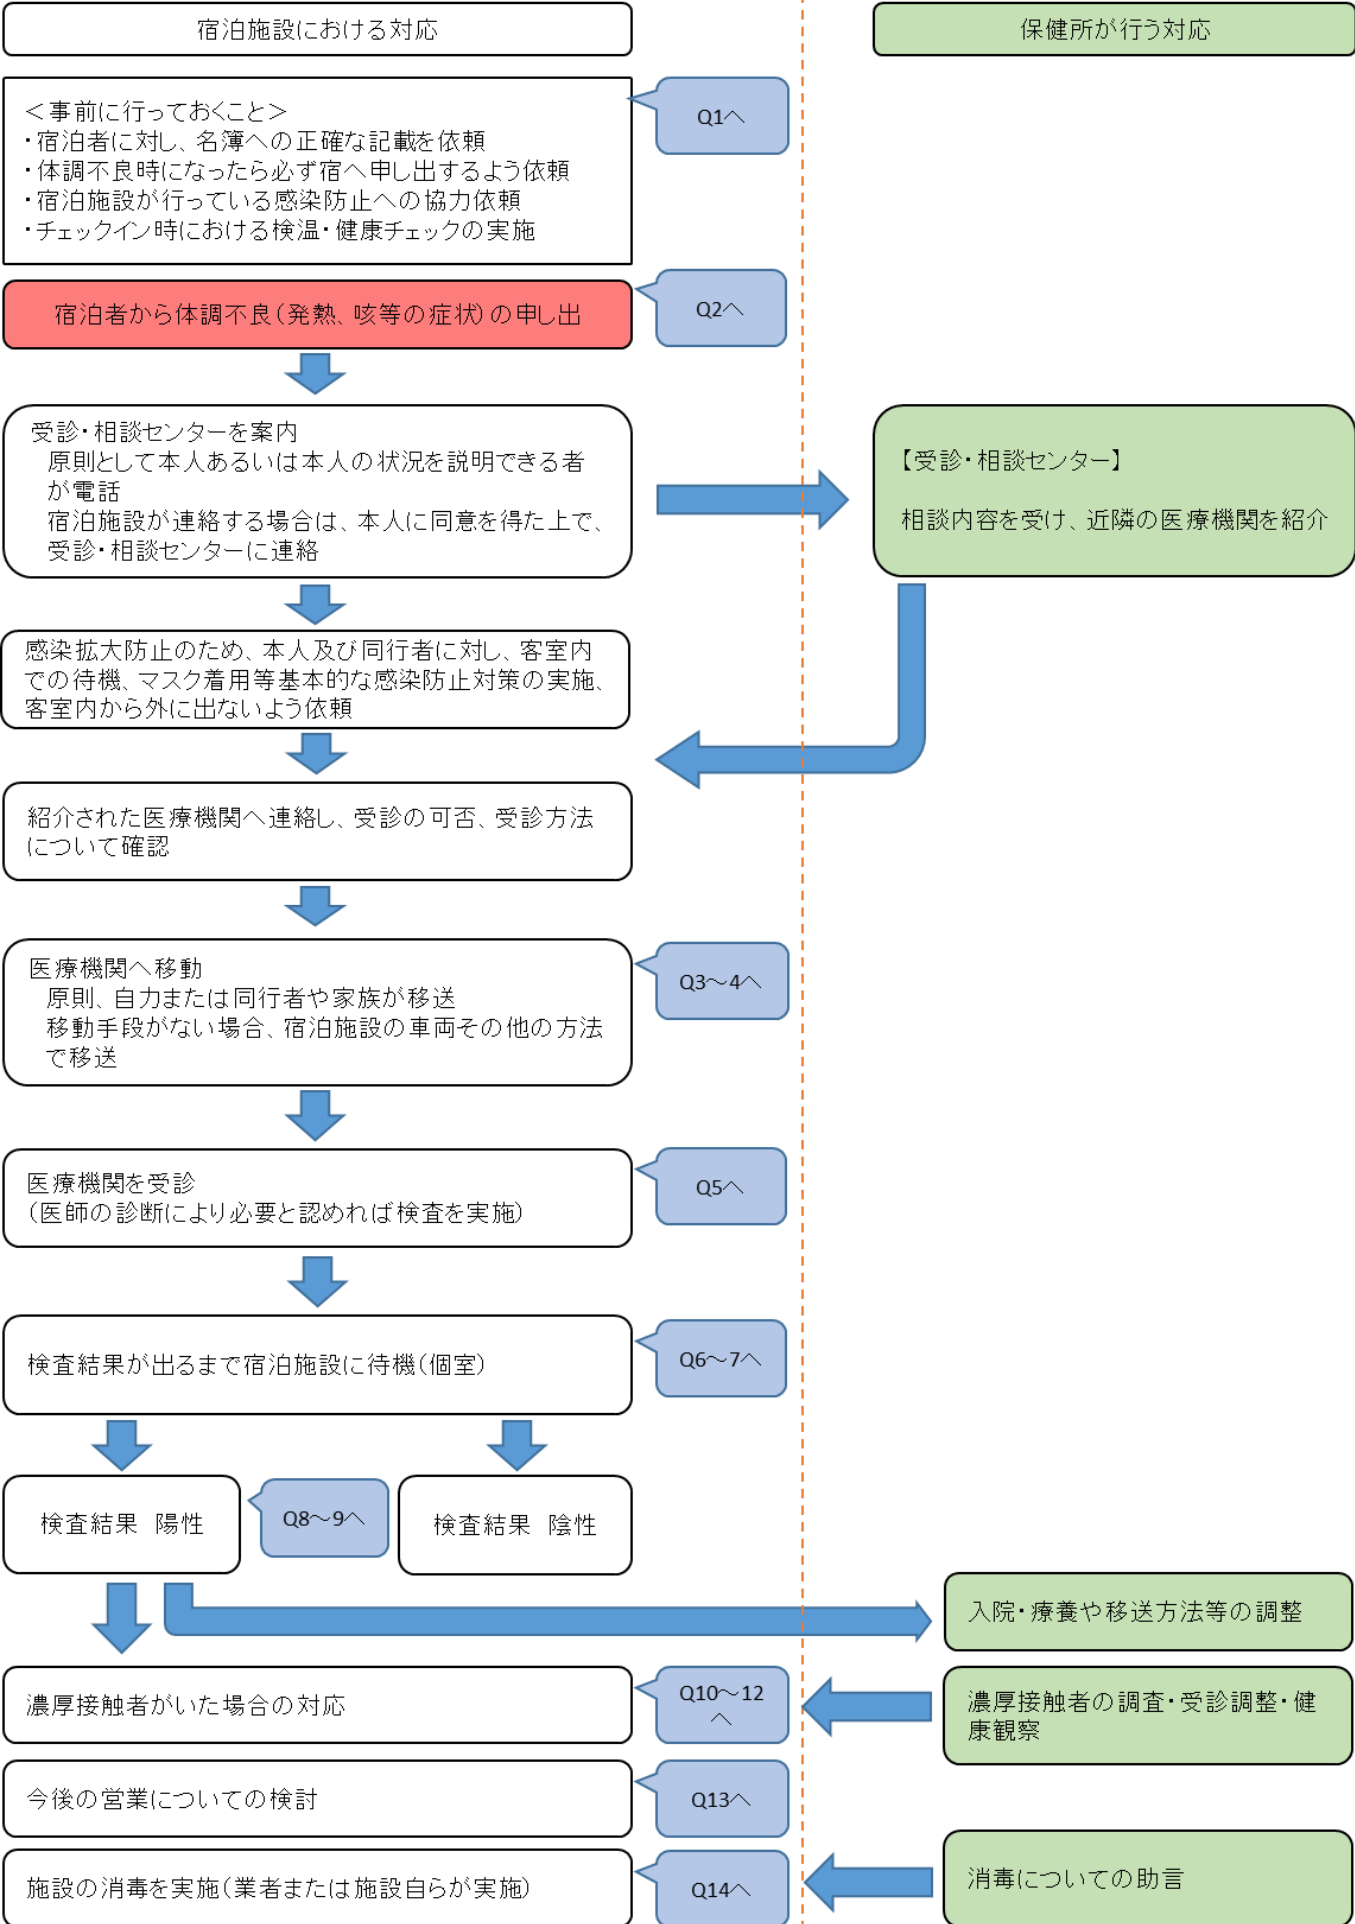 宿泊施設における対応
保健所が行う対応
＜事前に行っておくこと＞
・宿泊者に対し、名簿への正確な記載を依頼
・体調不良時になったら必ず宿へ申し出するよう依頼
・宿泊施設が行っている感染防止への協力依頼
・チェックイン時における検温・健康チェックの実施
Q1へ
宿泊者から体調不良（発熱、咳等の症状）の申し出
Q2へ
受診・相談センターを案内
原則として本人あるいは本人の状況を説明できる者
が電話
宿泊施設が連絡する場合は、本人に同意を得た上で、
受診・相談センターに連絡
【受診・相談センター】
相談内容を受け、近隣の医療機関を紹介
感染拡大防止のため、本人及び同行者に対し、客室内
での待機、マスク着用等基本的な感染防止対策の実施、
客室内から外に出ないよう依頼
紹介された医療機関へ連絡し、受診の可否、受診方法
について確認
医療機関へ移動
原則、自力または同行者や家族が移送
移動手段がない場合、宿泊施設の車両その他の方法
で移送
Q3～4へ
医療機関を受診
（医師の診断により必要と認めれば検査を実施）
Q5へ
検査結果が出るまで宿泊施設に待機（個室）
Q6～7へ
検査結果　陽性
Q8～9へ
検査結果　陰性
入院・療養や移送方法等の調整
濃厚接触者がいた場合の対応
Q10～12
へ
濃厚接触者の調査・受診調整・健
康観察
今後の営業についての検討
Q13へ
施設の消毒を実施（業者または施設自らが実施）
Q14へ
消毒についての助言